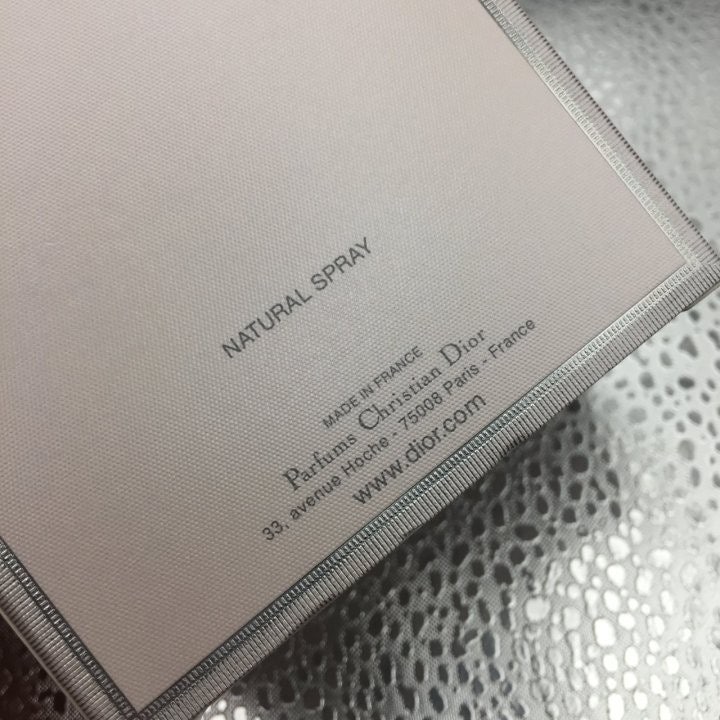 NATURAL SPRAY
MADE IN FRANCE
Parfums Christian Dior
33, avenue Hoche - 75008 Paris - France
www.dior.com